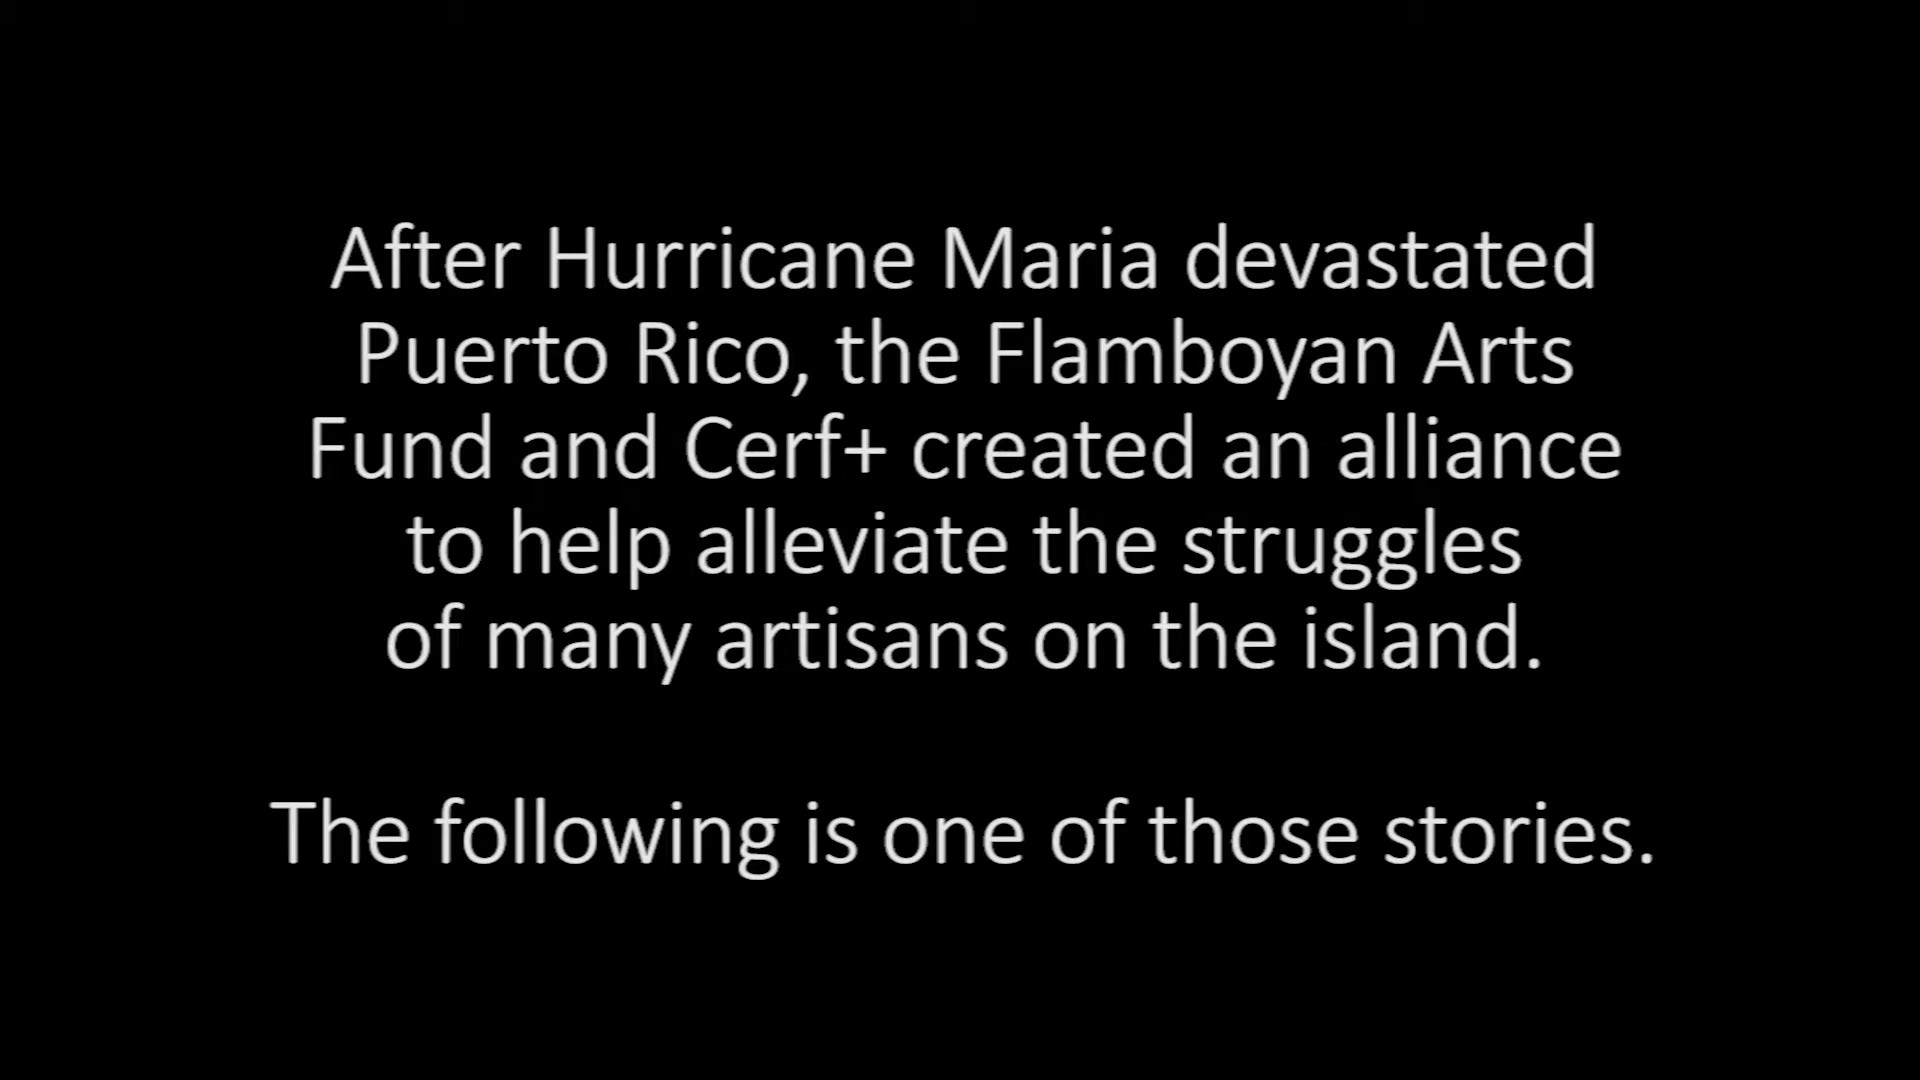 After Hurricane Maria devastated
Puerto Rico, the Flamboyan Arts
Fund and Cerf+ created an alliance
to help alleviate the struggles
of many artisans on the island.
The following is one of those stories.